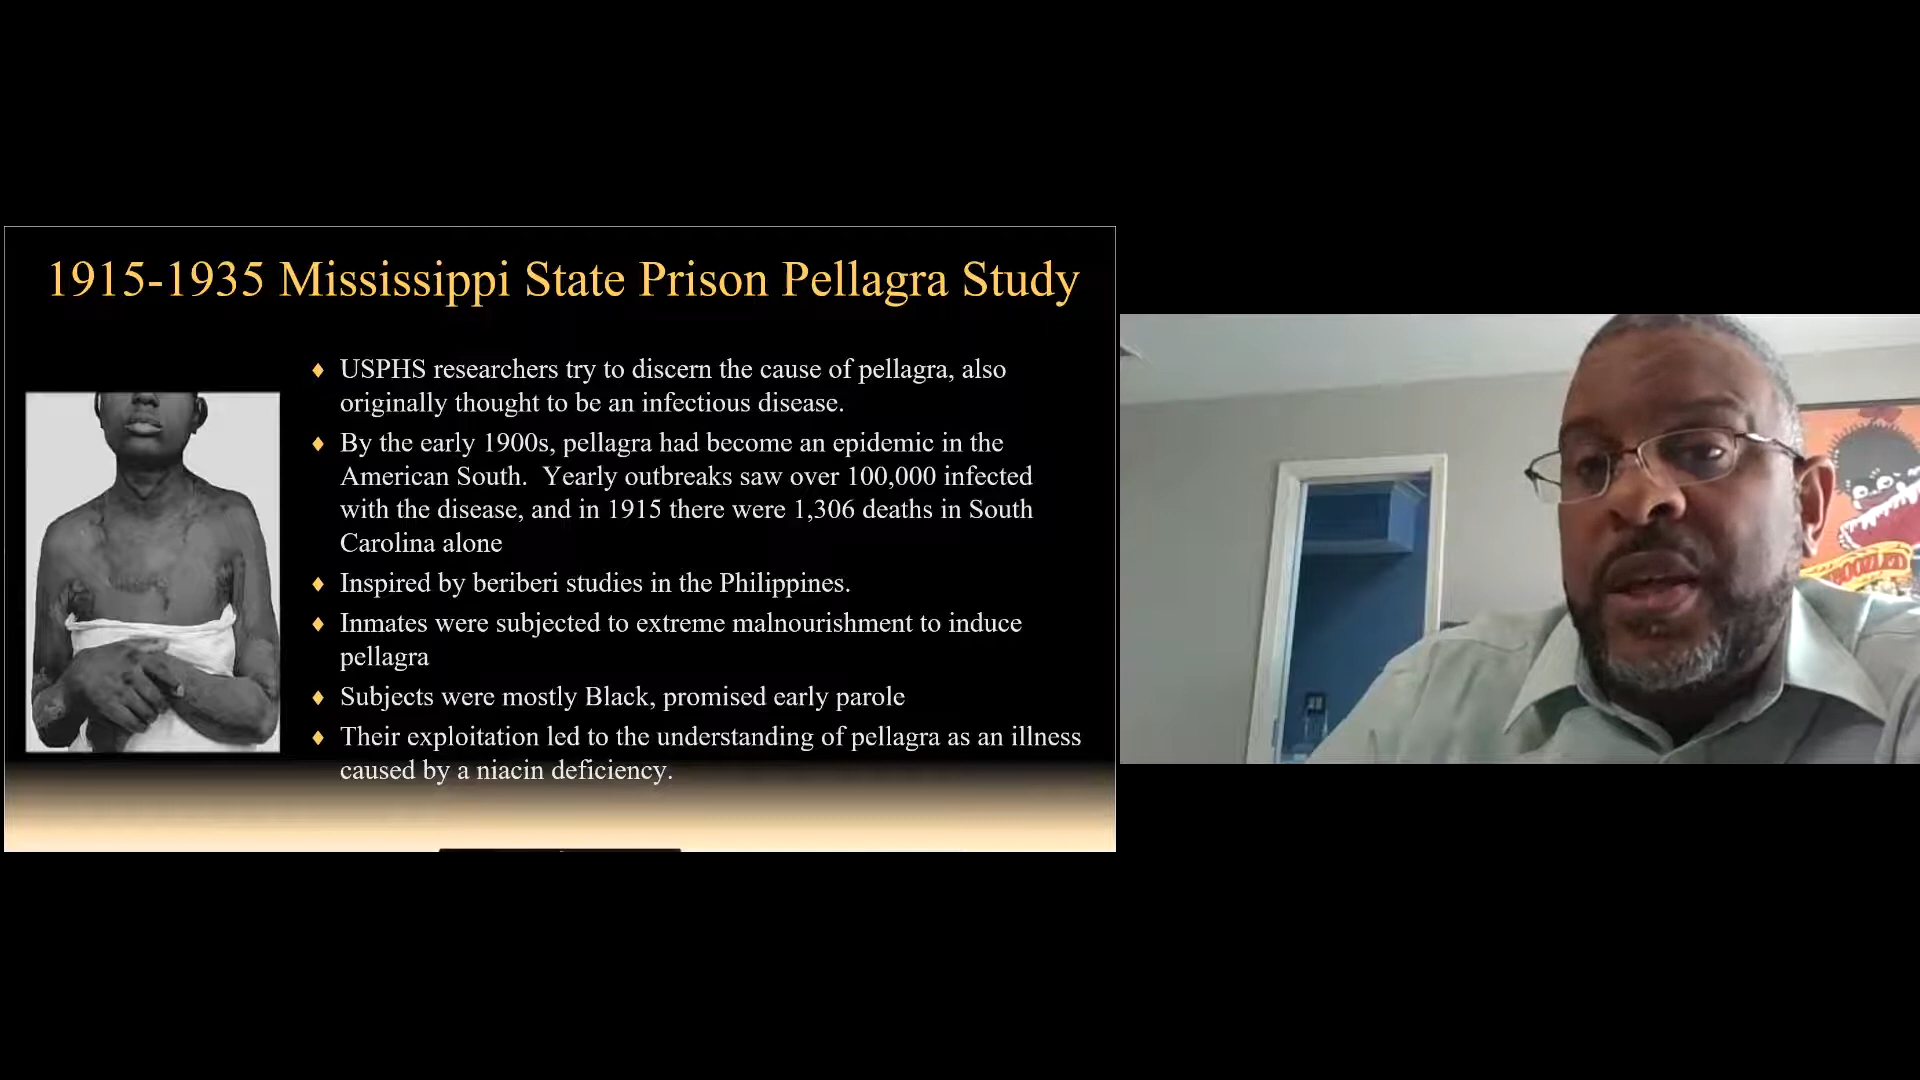 1915-1935 Mississippi State Prison Pellagra Study
♦ USPHS researchers try to discern the cause of pellagra, also
originally thought to be an infectious disease.
♦ By the early 1900s, pellagra had become an epidemic in the
American South.  Yearly outbreaks saw over 100,000 infected
with the disease, and in 1915 there were 1,306 deaths in South
Carolina alone
♦ Inspired by beriberi studies in the Philippines.
♦ Inmates were subjected to extreme malnourishment to induce
pellagra
♦ Subjects were mostly Black, promised early parole
♦ Their exploitation led to the understanding of pellagra as an illness
caused by a niacin deficiency.